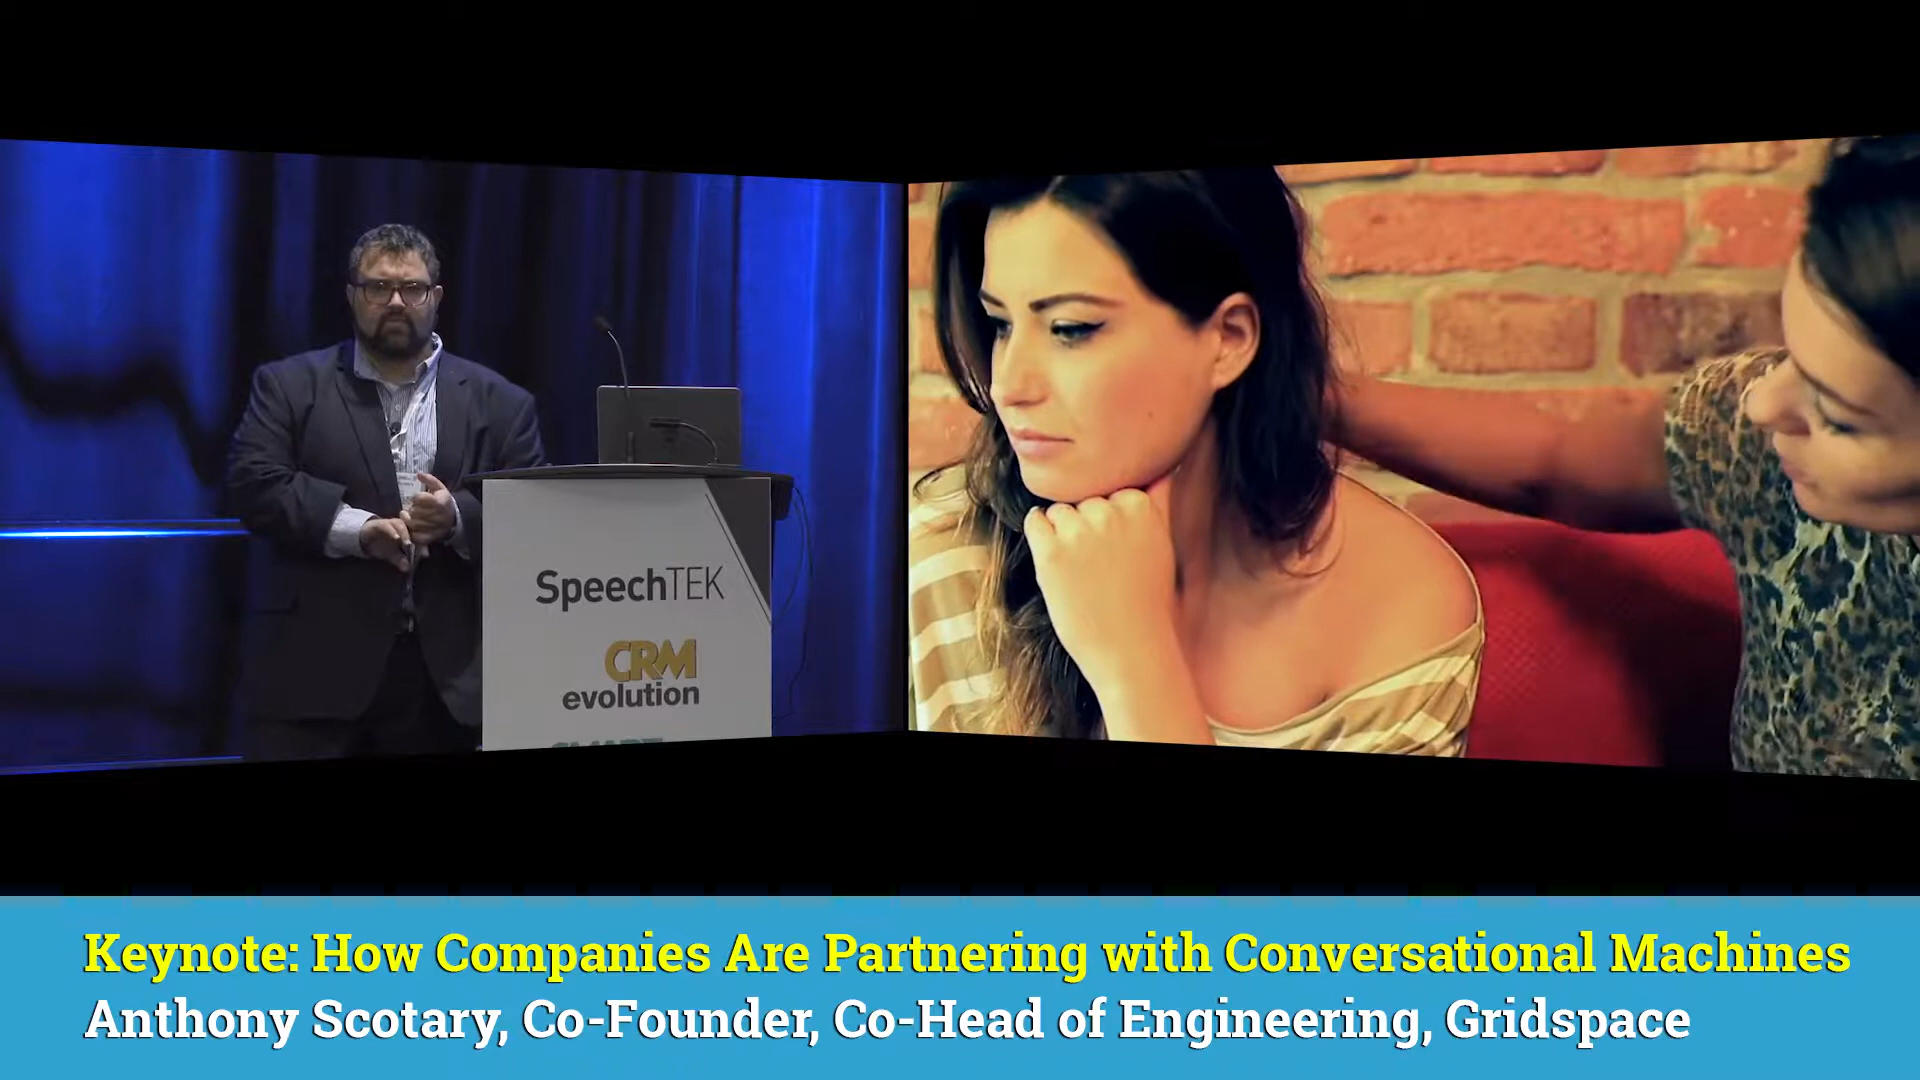 SpeechTEK
CRM
evolution
Keynote: How Companies Are Partnering with Conversational Machines
Anthony Scotary, Co-Founder, Co-Head of Engineering, Gridspace